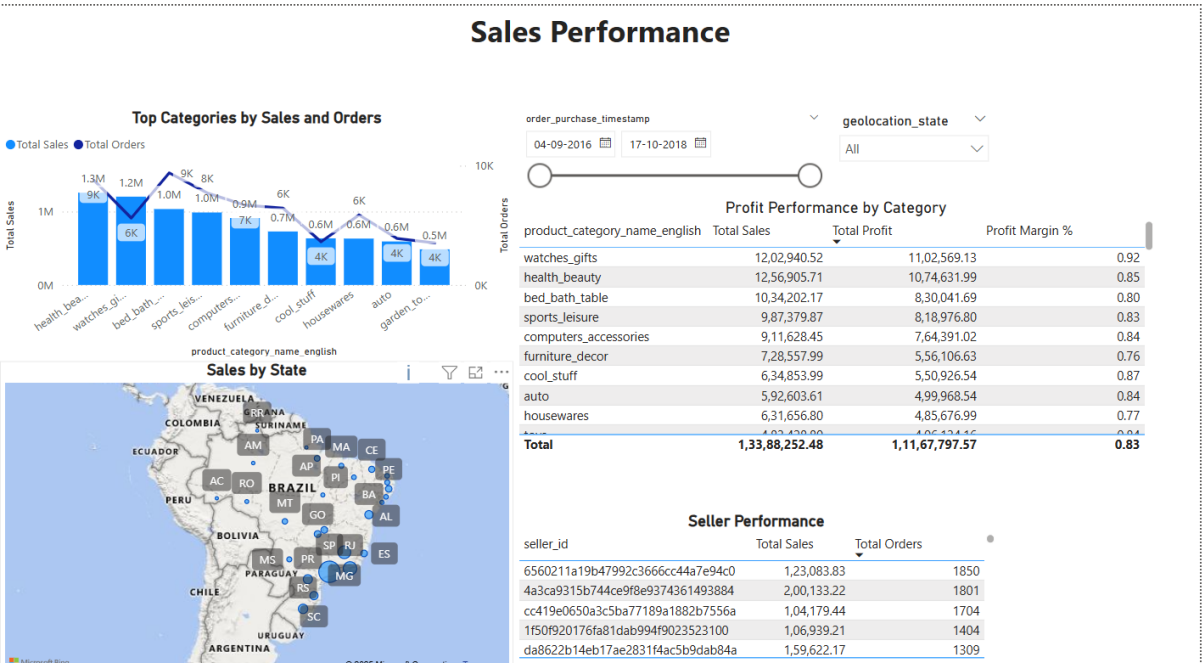 Sales Performance
Top Categories by Sales and Orders
Total Sales Total Orders
Total Sales
1M
0M
1.3M
9K
1.2M
6K
1.0M
9K
1.0M
8K
0.9M
7K
0.7M
6K
0.6M
4K
0.6M
6K
0.6M
4K
0.5M
4K
10K
0K
Total Orders
health_bea...
watches_gi...
bed_bath_...
sports_leis...
computers...
furniture_d...
cool_stuff
housewares
auto
garden_to...
product_category_name_english
order_purchase_timestamp
04-09-2016 17-10-2018
geolocation_state
All
Profit Performance by Category
product_category_name_english Total Sales Total Profit Profit Margin %
watches_gifts 12,02,940.52 11,02,569.13 0.92
health_beauty 12,56,905.71 10,74,631.99 0.85
bed_bath_table 10,34,202.17 8,30,041.69 0.80
sports_leisure 9,87,379.87 8,18,976.80 0.83
computers_accessories 9,11,628.45 7,64,391.02 0.84
furniture_decor 7,28,557.99 5,56,106.63 0.76
cool_stuff 6,34,853.99 5,50,926.54 0.87
auto 5,92,603.61 4,99,968.54 0.84
housewares 6,31,656.80 4,85,676.99 0.77
Total 1,33,88,252.48 1,11,67,797.57 0.83
Sales by State
VENEZUELA
GUYANA
RR
COLOMBIA
SURINAME
ECUADOR
AM
PA
MA
CE
AP
PI
PE
AC
RO
BRAZIL
BA
PERU
MT
GO
AL
BOLIVIA
SP
RJ
ES
MS
PR
MG
PARAGUAY
CHILE
RS
SC
URUGUAY
ARGENTINA
Microsoft Bing
Seller Performance
seller_id Total Sales Total Orders
6560211a19b47992c3666cc44a7e94c0 1,23,083.83 1850
4a3ca9315b744ce9f8e9374361493884 2,00,133.22 1801
cc419e0650a3c5ba77189a1882b7556a 1,04,179.44 1704
1f50f920176fa81dab994f9023523100 1,06,939.21 1404
da8622b14eb17ae2831f4ac5b9dab84a 1,59,622.17 1309